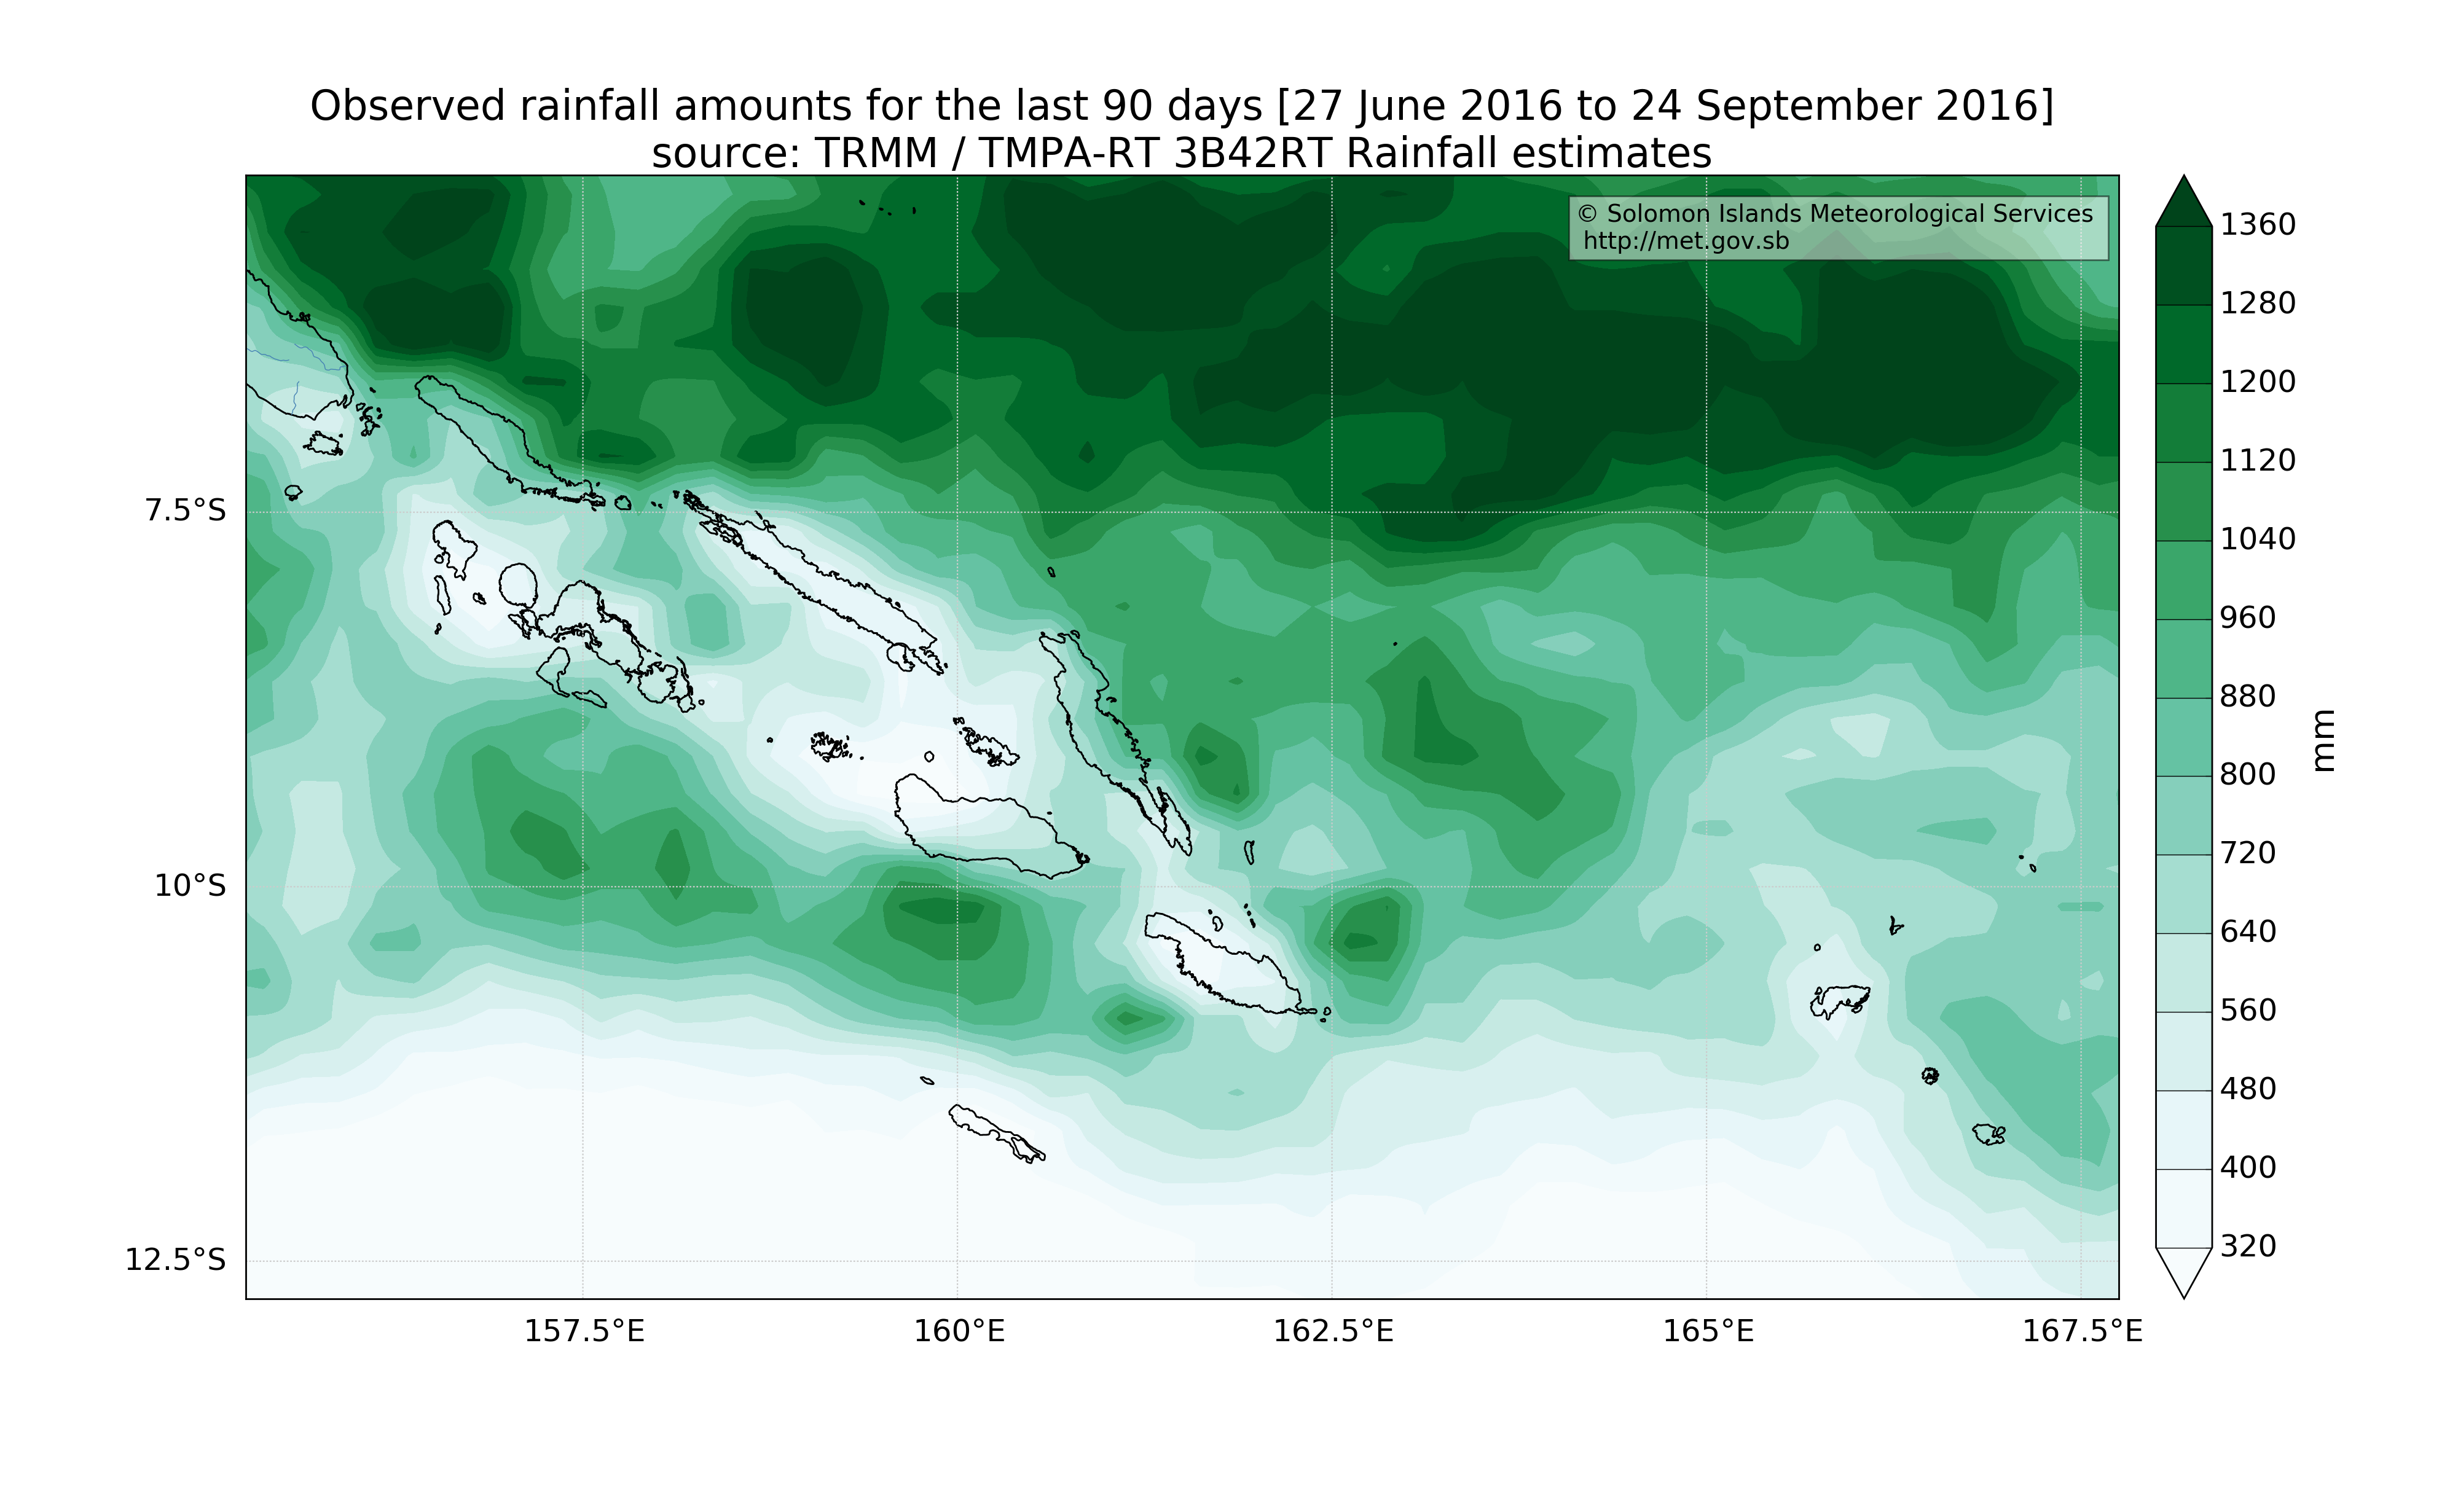 Observed rainfall amounts for the last 90 days [27 June 2016 to 24 September 2016]
source: TRMM / TMPA-RT 3B42RT Rainfall estimates
© Solomon Islands Meteorological Services
http://met.gov.sb
7.5°S
10°S
12.5°S
157.5°E
160°E
162.5°E
165°E
167.5°E
1360
1280
1200
1120
1040
960
880
800
720
640
560
480
400
320
mm